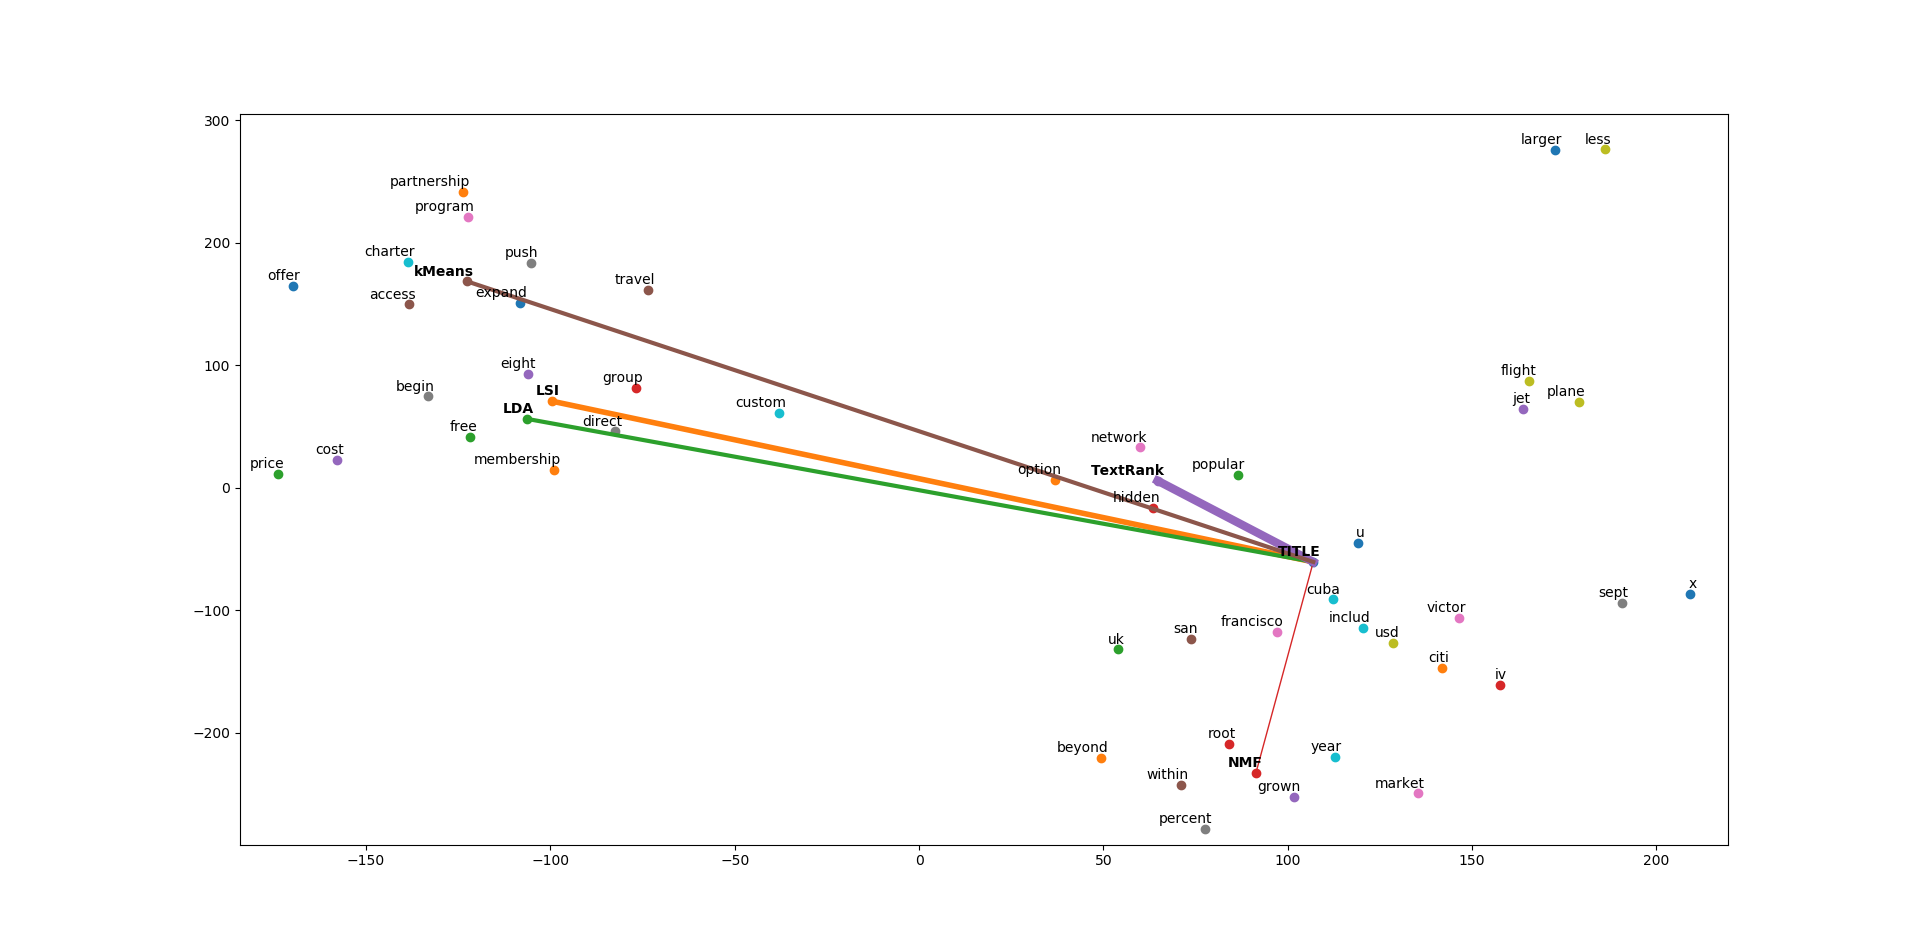 300
larger less
partnership
program
200
charter
push
kMeans
offer
travel
access
expand
100
eight
flight
group
begin
LSI
plane
jet
custom
LDA
direct
free
network
cost
membership
price
option
TextRank
popular
0
hidden
u
TITLE
x
cuba
sept
−100
victor
includ
francisco
san
usd
uk
citi
iv
−200
root
beyond
year
NMF
within
grown
market
percent
−150 −100 −50 0 50 100 150 200